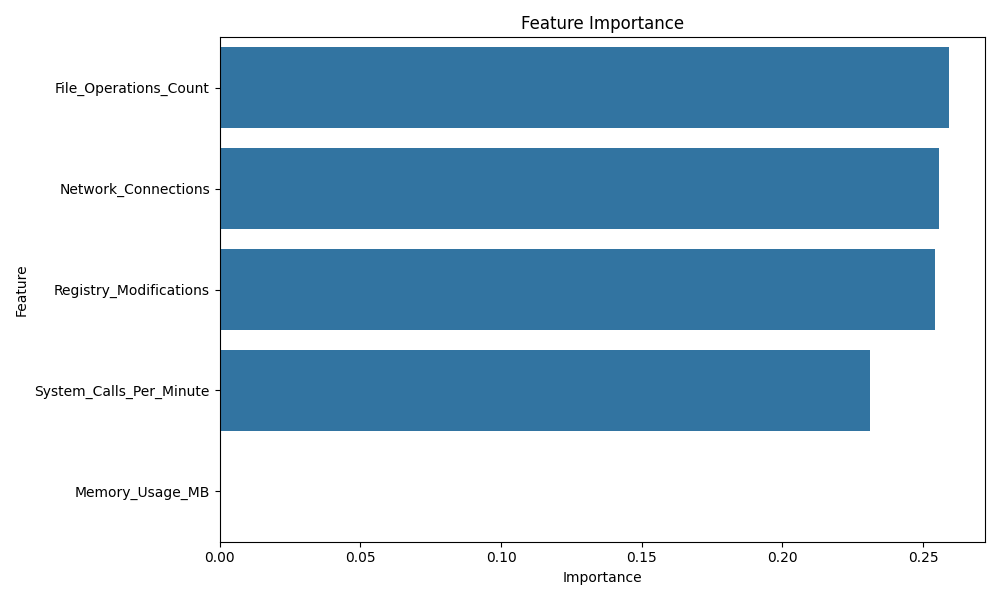 Feature Importance
File_Operations_Count
Network_Connections
Registry_Modifications
System_Calls_Per_Minute
Memory_Usage_MB
Feature
0.00 0.05 0.10 0.15 0.20 0.25
Importance